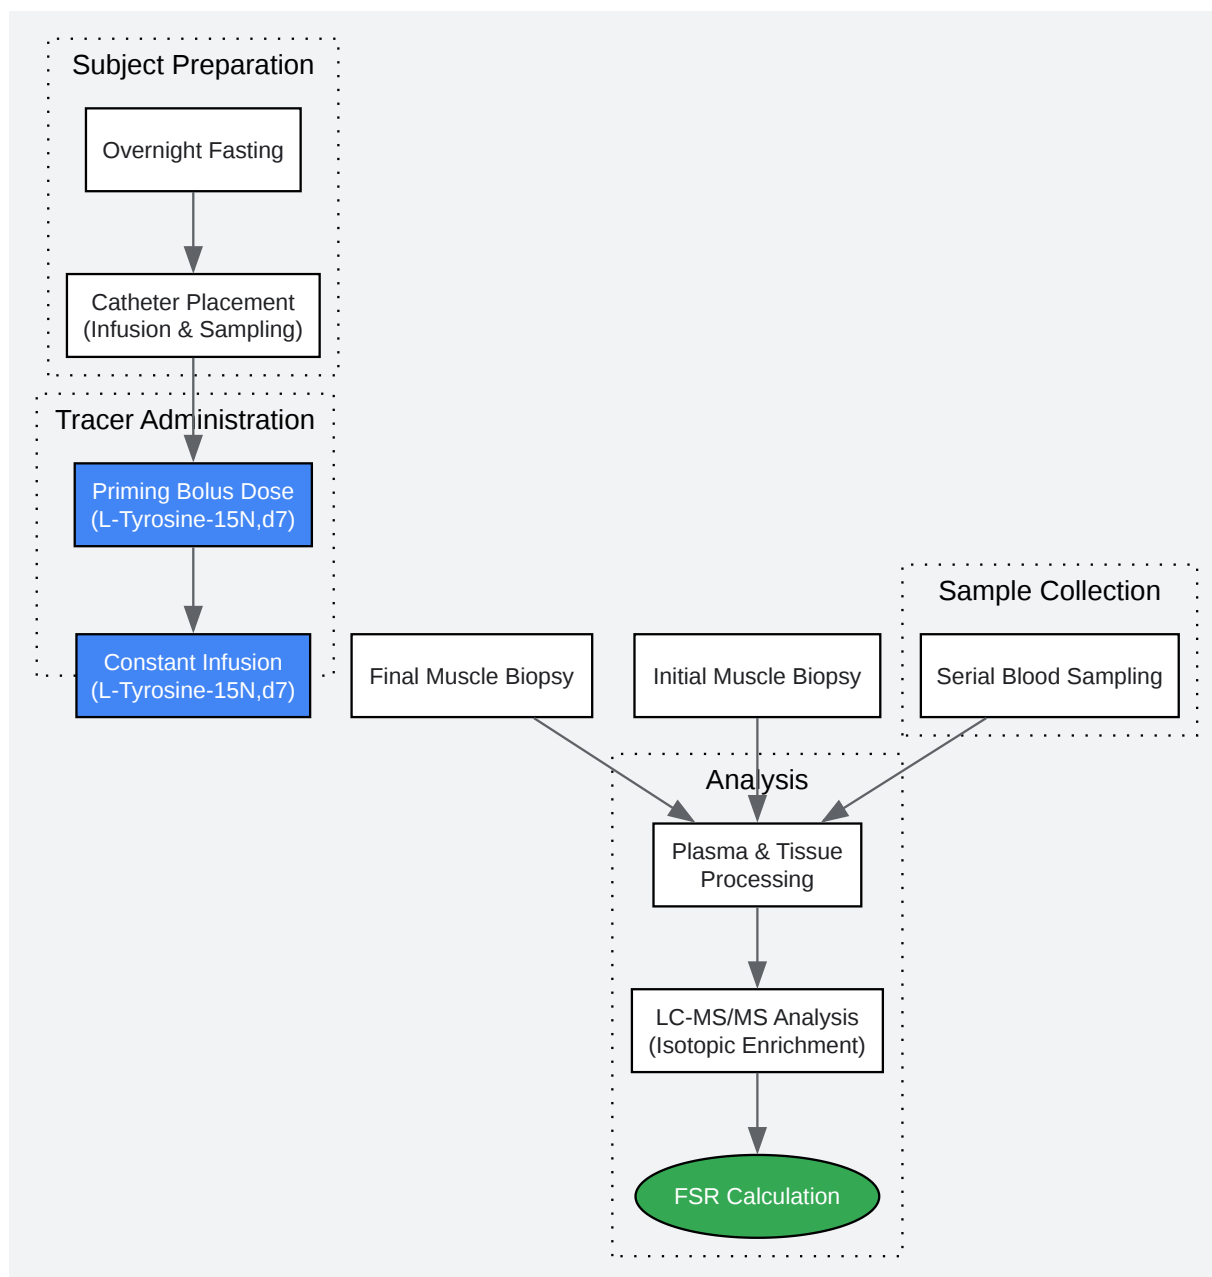 Subject Preparation
Overnight Fasting
Catheter Placement
(Infusion & Sampling)
Tracer Administration
Priming Bolus Dose
(L-Tyrosine-15N,d7)
Constant Infusion
(L-Tyrosine-15N,d7)
Final Muscle Biopsy
Initial Muscle Biopsy
Sample Collection
Serial Blood Sampling
Analysis
Plasma & Tissue
Processing
LC-MS/MS Analysis
(Isotopic Enrichment)
FSR Calculation